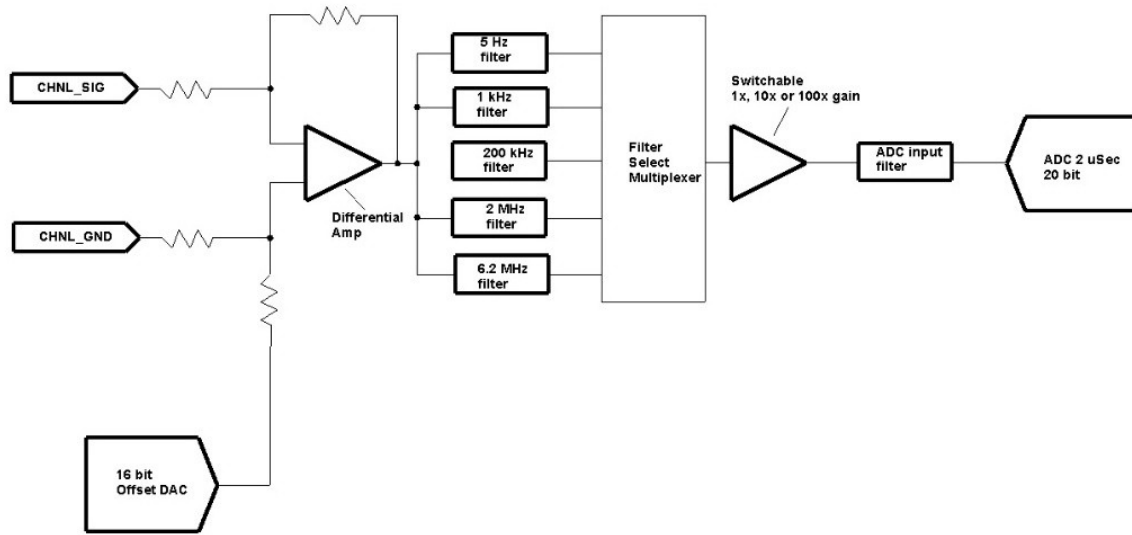 CHNL_SIG
CHNL_GND
16 bit
Offset DAC
Differential
Amp
5 Hz
filter
1 kHz
filter
200 kHz
filter
2 MHz
filter
6.2 MHz
filter
Filter
Select
Multiplexer
Switchable
1x, 10x or 100x gain
ADC input
filter
ADC 2 uSec
20 bit